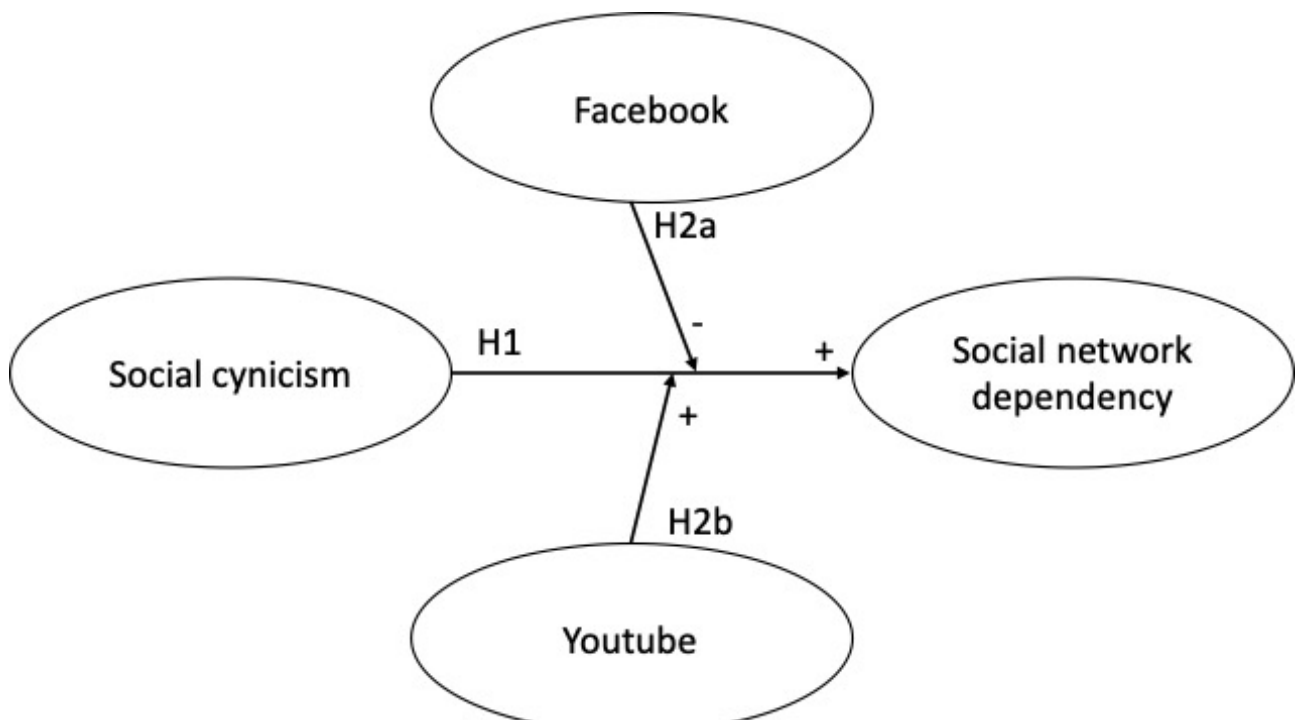 Facebook
H2a
-
H1
+
Social cynicism
Social network
dependency
+
H2b
Youtube